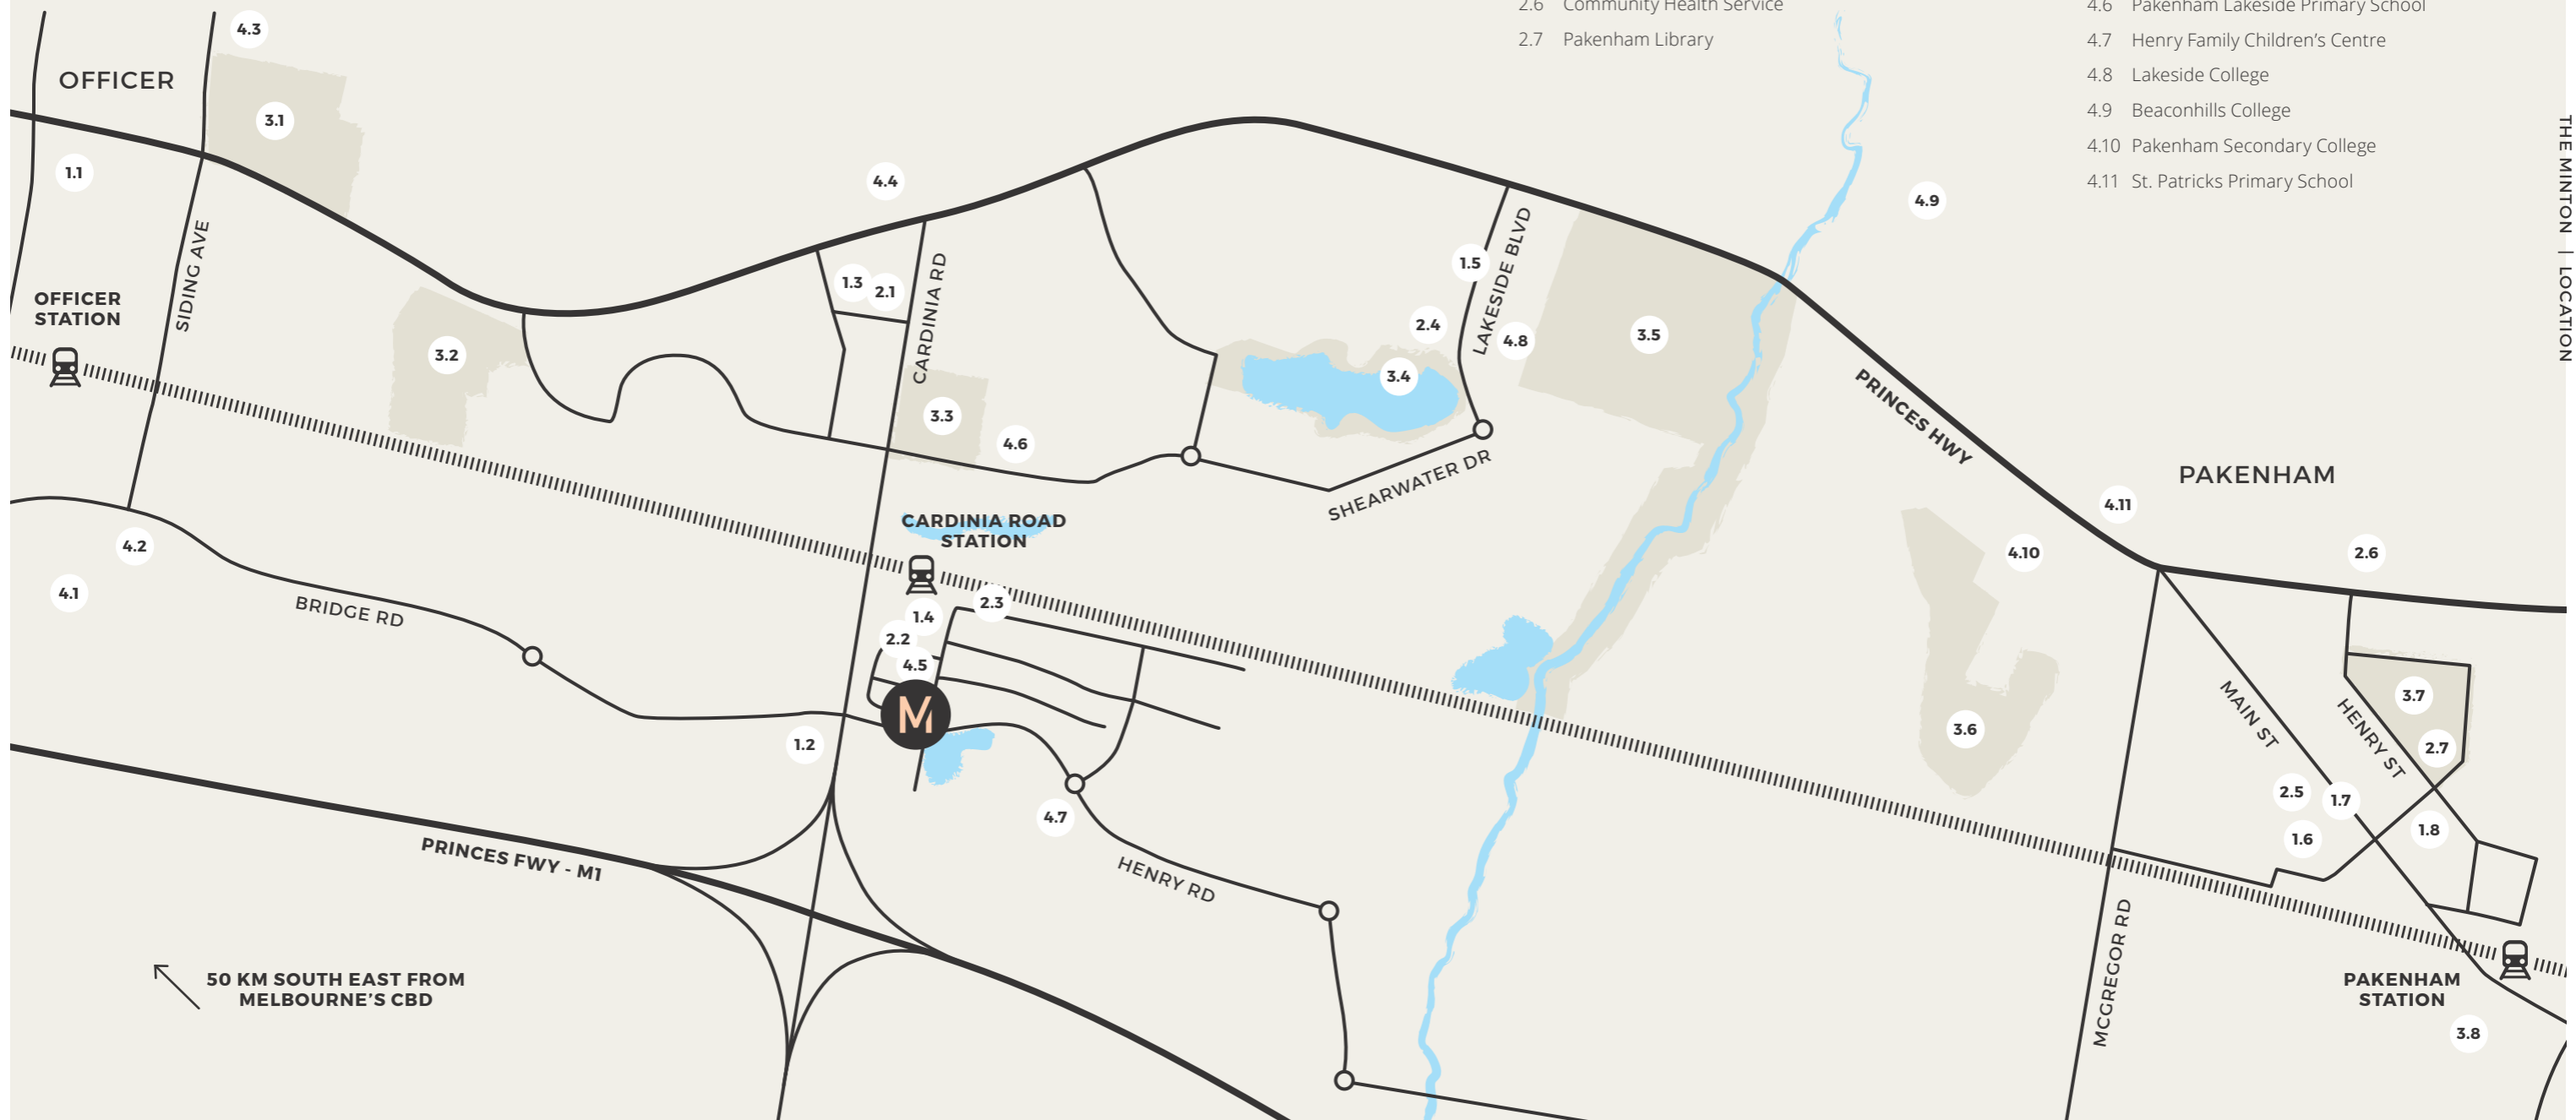 2.6 Community Health Service
2.7 Pakenham Library
4.6 Pakenham Lakeside Primary School
4.7 Henry Family Children's Centre
4.8 Lakeside College
4.9 Beaconhills College
4.10 Pakenham Secondary College
4.11 St. Patricks Primary School
THE MINTON | LOCATION
4.3
OFFICER
3.1
1.1
4.4
4.9
SIDING AVE
1.3
2.1
CARDINIA RD
1.5
LAKESIDE BLVD
OFFICER
STATION
3.2
2.4
4.8
3.5
3.4
3.3
4.6
PRINCES HWY
SHEARWATER DR
PAKENHAM
4.11
4.10
2.6
CARDINIA ROAD
STATION
4.2
4.1
BRIDGE RD
2.3
1.4
2.2
4.5
M
1.2
3.6
3.7
MAIN ST
HENRY ST
2.7
2.5
1.7
1.6
1.8
4.7
PRINCES FWY - M1
HENRY RD
MCGREGOR RD
50 KM SOUTH EAST FROM
MELBOURNE'S CBD
PAKENHAM
STATION
3.8